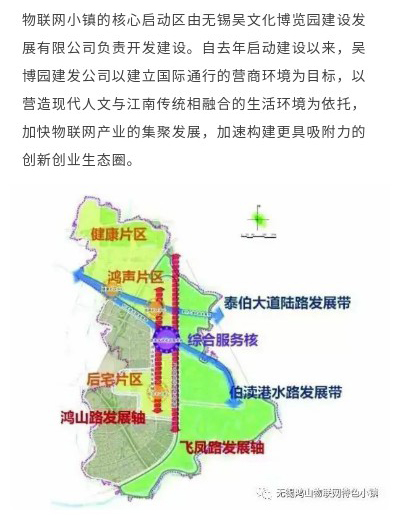 物联网小镇的核心启动区由无锡吴文化博览园建设发
展有限公司负责开发建设。自去年启动建设以来，吴
博园建发公司以建立国际通行的营商环境为目标，以
营造现代人文与江南传统相融合的生活环境为依托，
加快物联网产业的集聚发展，加速构建更具吸附力的
创新创业生态圈。
健康片区
鸿声片区
泰伯大道陆路发展带
综合服务核
后宅片区
伯渎港水路发展带
鸿山路发展轴
飞凤路发展轴
无锡鸿山物联网特色小镇